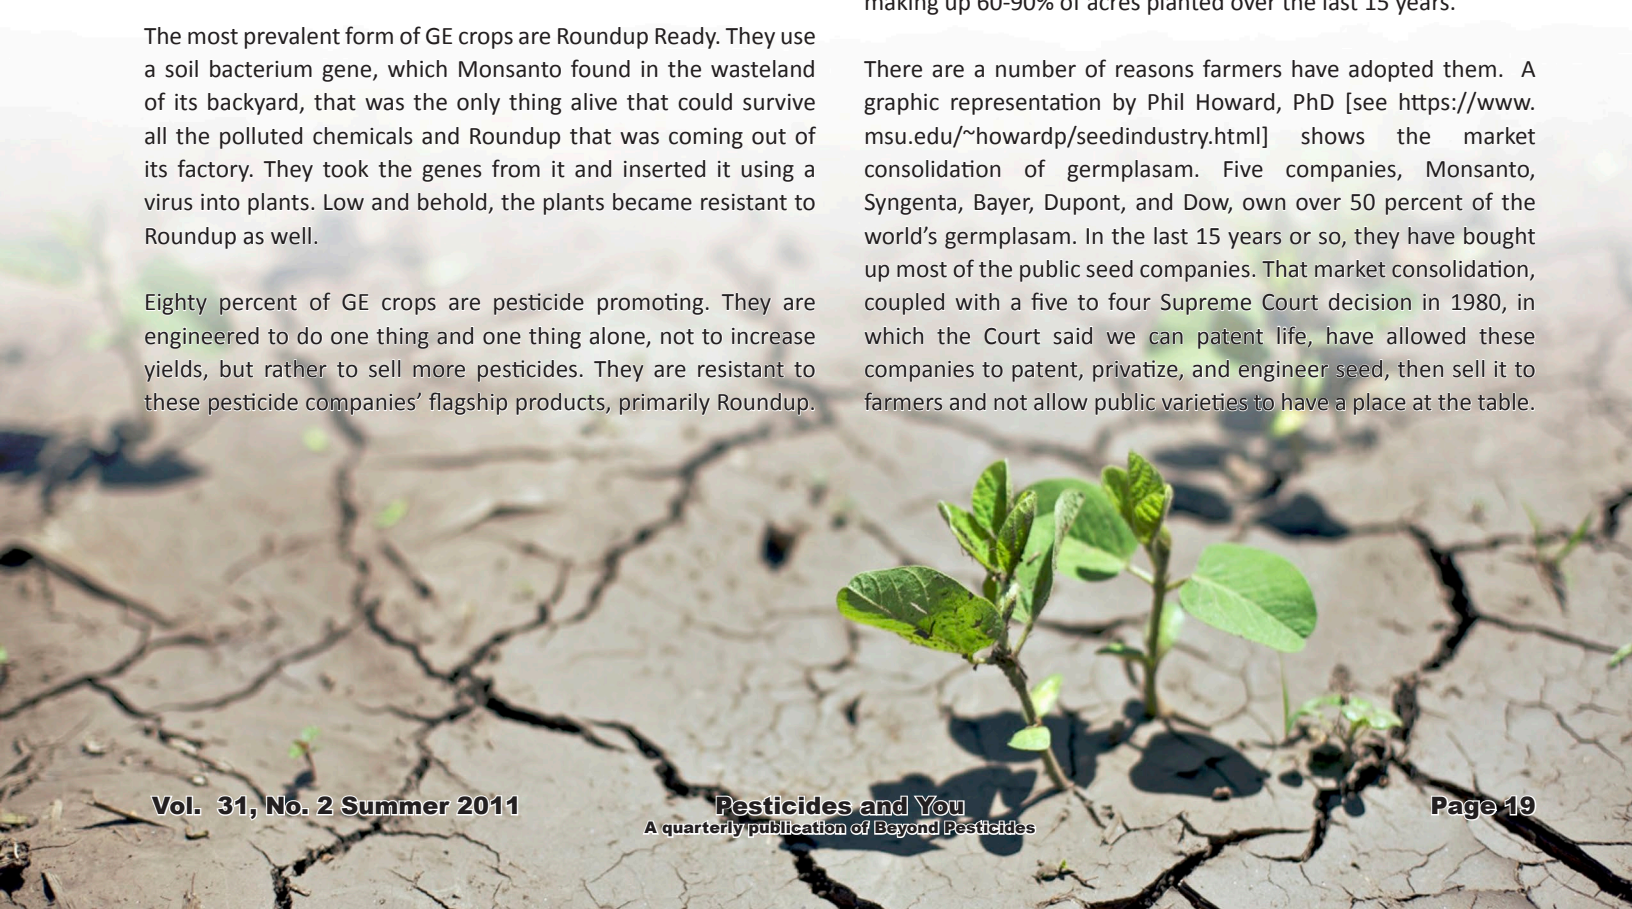 The most prevalent form of GE crops are Roundup Ready. They use
a soil bacterium gene, which Monsanto found in the wasteland
of its backyard, that was the only thing alive that could survive
all the polluted chemicals and Roundup that was coming out of
its factory. They took the genes from it and inserted it using a
virus into plants. Low and behold, the plants became resistant to
Roundup as well.
Eighty percent of GE crops are pesticide promoting. They are
engineered to do one thing and one thing alone, not to increase
yields, but rather to sell more pesticides. They are resistant to
these pesticide companies’ flagship products, primarily Roundup.
making up 60-90% of acres planted over the last 15 years.
There are a number of reasons farmers have adopted them. A
graphic representation by Phil Howard, PhD [see https://www.
msu.edu/~howardp/seedindustry.html] shows the market
consolidation of germplasam. Five companies, Monsanto,
Syngenta, Bayer, Dupont, and Dow, own over 50 percent of the
world’s germplasam. In the last 15 years or so, they have bought
up most of the public seed companies. That market consolidation,
coupled with a five to four Supreme Court decision in 1980, in
which the Court said we can patent life, have allowed these
companies to patent, privatize, and engineer seed, then sell it to
farmers and not allow public varieties to have a place at the table.
Vol. 31, No. 2 Summer 2011
Pesticides and You
A quarterly publication of Beyond Pesticides
Page 19